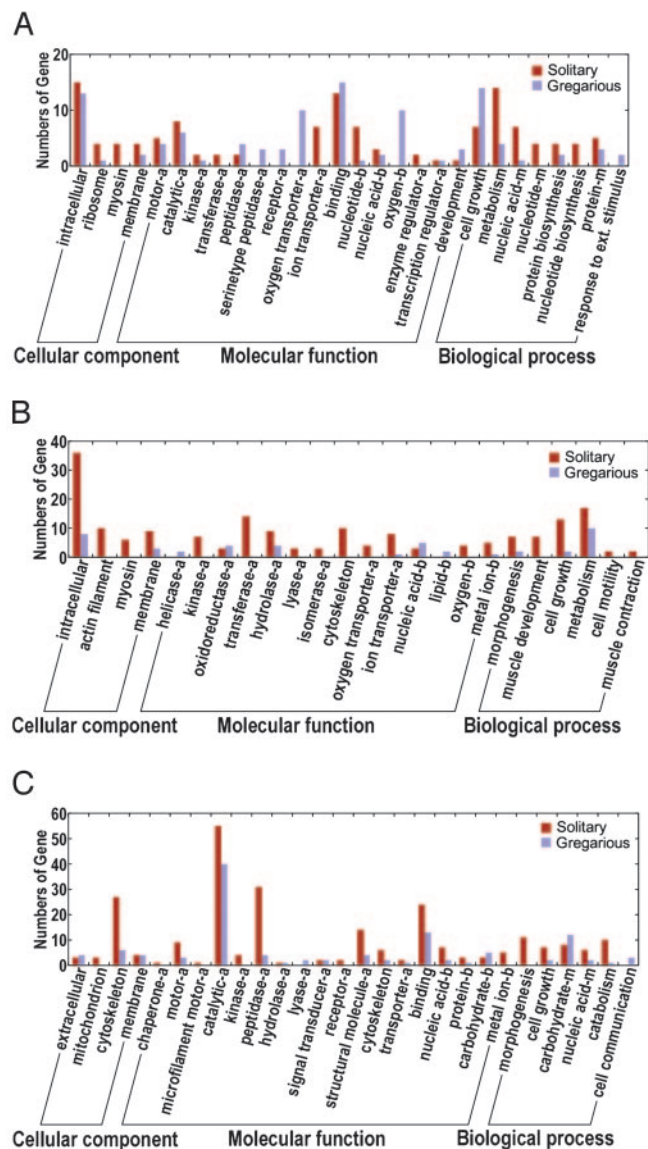 A
Numbers of Gene
20
10
0
Solitary
Gregarious
intracellular
ribosome
myosin
membrane
motor-a
catalytic-a
kinase-a
transferase-a
peptidase-a
serinetype peptidase-a
receptor-a
oxygen transporter-a
ion transporter-a
binding
nucleotide-b
nucleic acid-b
oxygen-b
enzyme regulator-a
transcription regulator-a
development
cell growth
metabolism
nucleic acid-m
nucleotide-m
protein biosynthesis
nucleotide biosynthesis
protein-m
response to ext. stimulus
Cellular component
Molecular function
Biological process
B
Numbers of Gene
40
30
20
10
0
Solitary
Gregarious
intracellular
actin filament
myosin
membrane
helicase-a
kinase-a
oxidoreductase-a
transferase-a
hydrolase-a
lyase-a
isomerase-a
cytoskeleton
oxygen transporter-a
ion transporter-a
nucleic acid-b
lipid-b
oxygen-b
metal ion-b
morphogenesis
muscle development
cell growth
metabolism
cell motility
muscle contraction
Cellular component
Molecular function
Biological process
C
Numbers of Gene
60
50
40
30
20
10
0
Solitary
Gregarious
extracellular
mitochondrion
cytoskeleton
membrane
chaperone-a
motor-a
microfilament motor-a
catalytic-a
kinase-a
peptidase-a
hydrolase-a
lyase-a
signal transducer-a
receptor-a
structural molecule-a
cytoskeleton
transporter-a
binding
nucleic acid-b
protein-b
carbohydrate-b
metal ion-b
morphogenesis
cell growth
carbohydrate-m
nucleic acid-m
catabolism
cell communication
Cellular component
Molecular function
Biological process